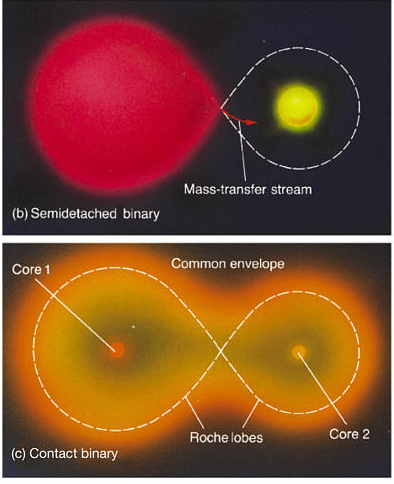 Mass-transfer stream
(b) Semidetached binary
Core 1
Common envelope
Roche lobes
Core 2
(c) Contact binary